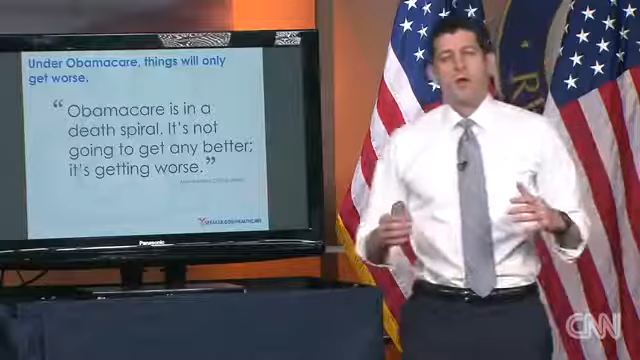 Under Obamacare, things will only
get worse.
“ Obamacare is in a
death spiral. It's not
going to get any better;
it's getting worse. ”
Panasonic
CNN